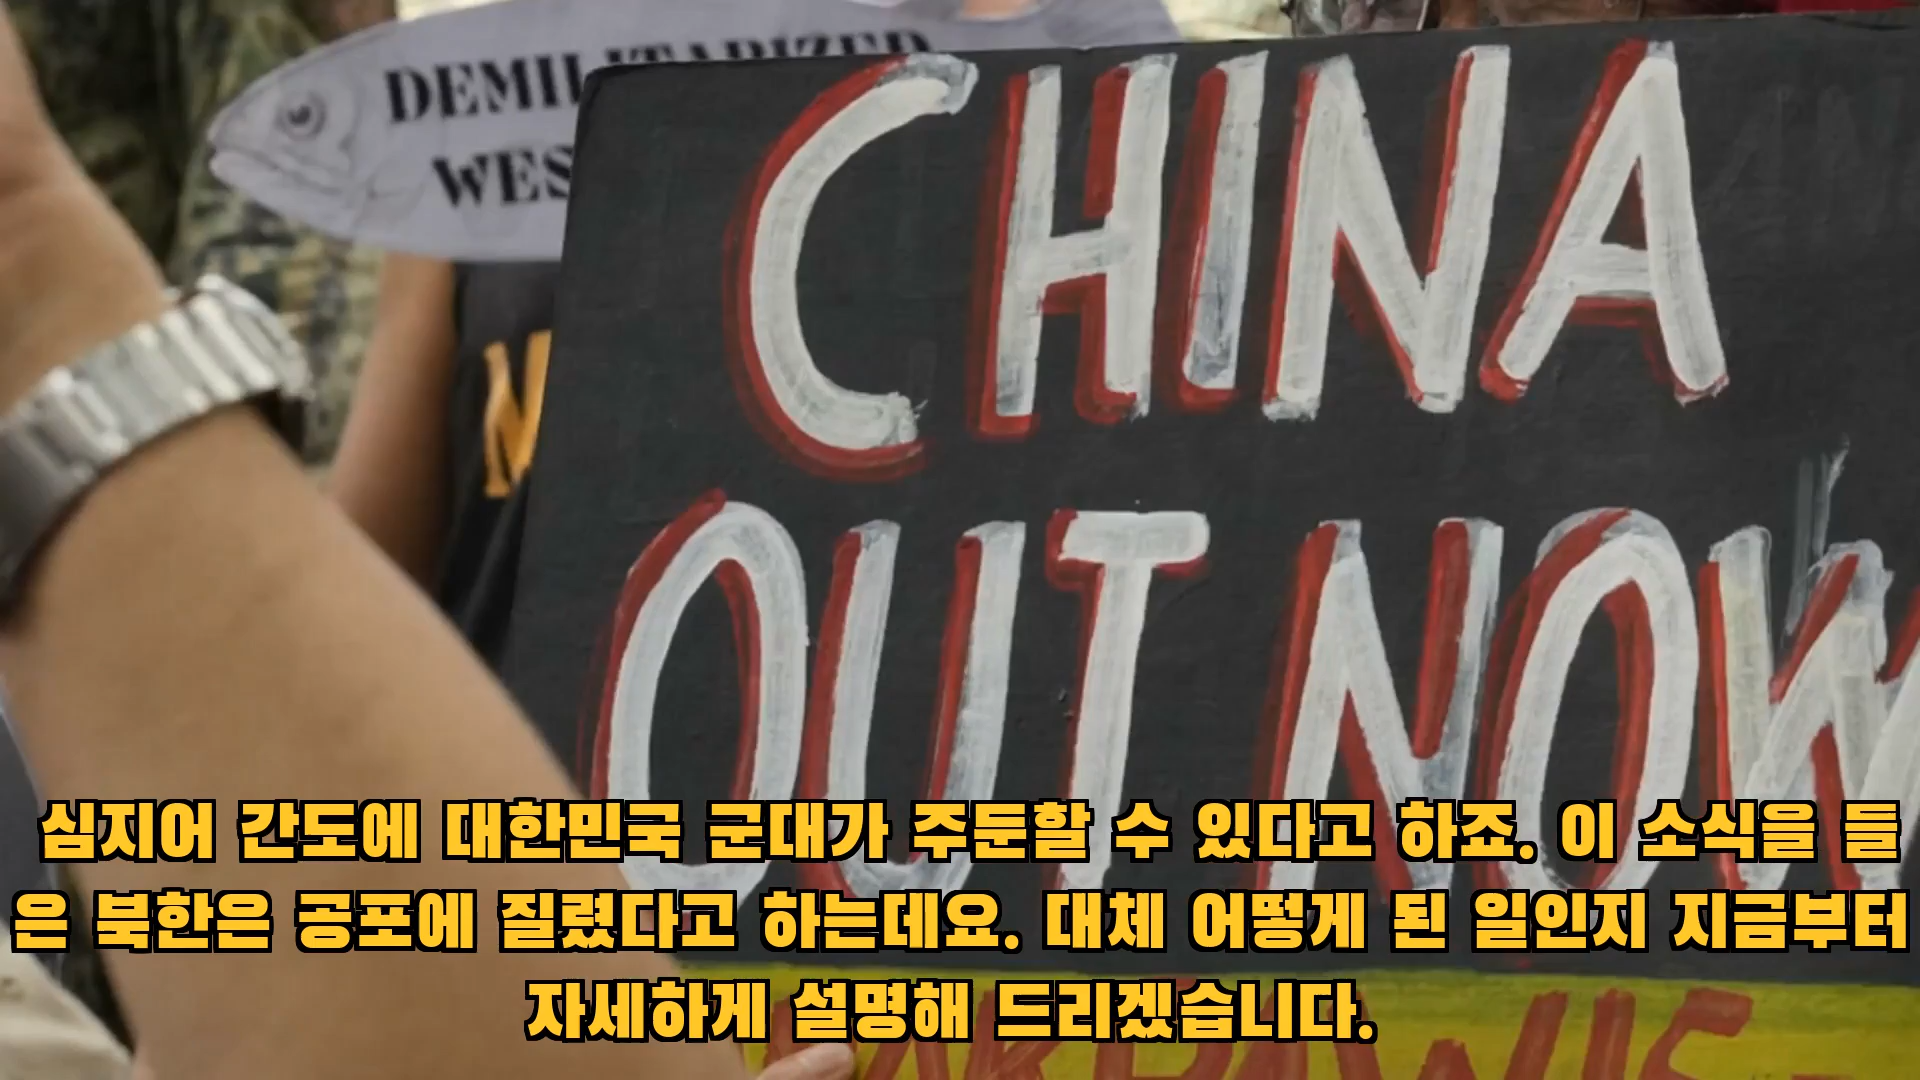 WES
CHINA
OUT NOW
심지어 간도에 대한민국 군대가 주둔할 수 있다고 하죠. 이 소식을 들
은 북한은 공포에 질렸다고 하는데요. 대체 어떻게 된 일인지 지금부터
자세하게 설명해 드리겠습니다.